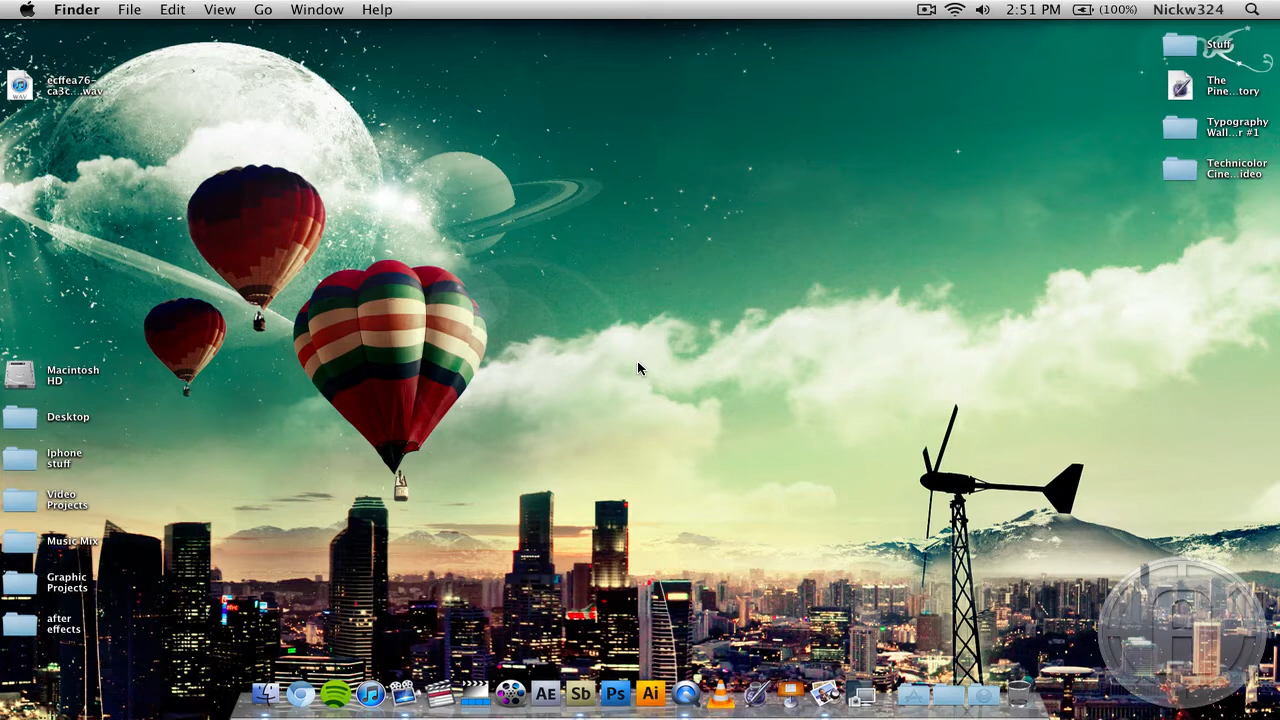 Finder File Edit View Go Window Help 2:51 PM (100%) Nickw324
ecffea76-
ca3c....wav
WAV
Stuff
The
Pine...tory
Typography
Wall...r #1
Technicolor
Cine...ideo
Macintosh
HD
Desktop
Iphone
stuff
Video
Projects
Music Mix
Graphic
Projects
after
effects
AE Sb Ps Ai